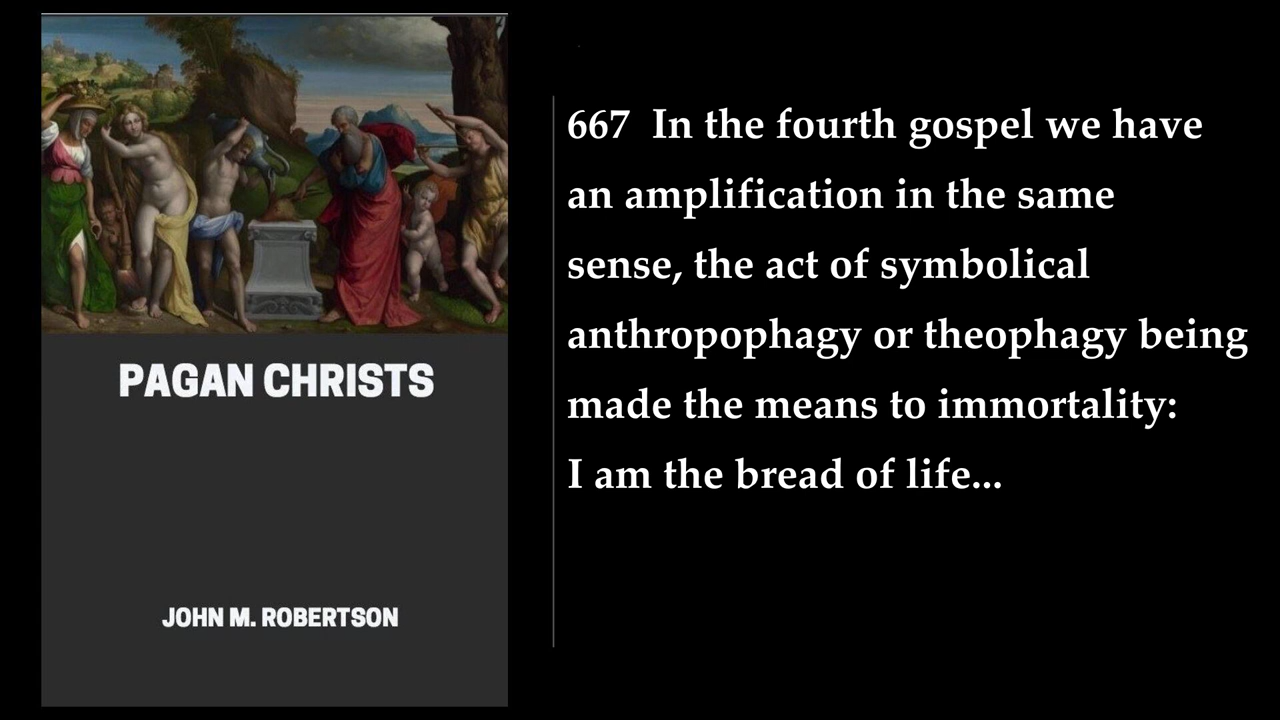 PAGAN CHRISTS
JOHN M. ROBERTSON
667 In the fourth gospel we have
an amplification in the same
sense, the act of symbolical
anthropophagy or theophagy being
made the means to immortality:
I am the bread of life...